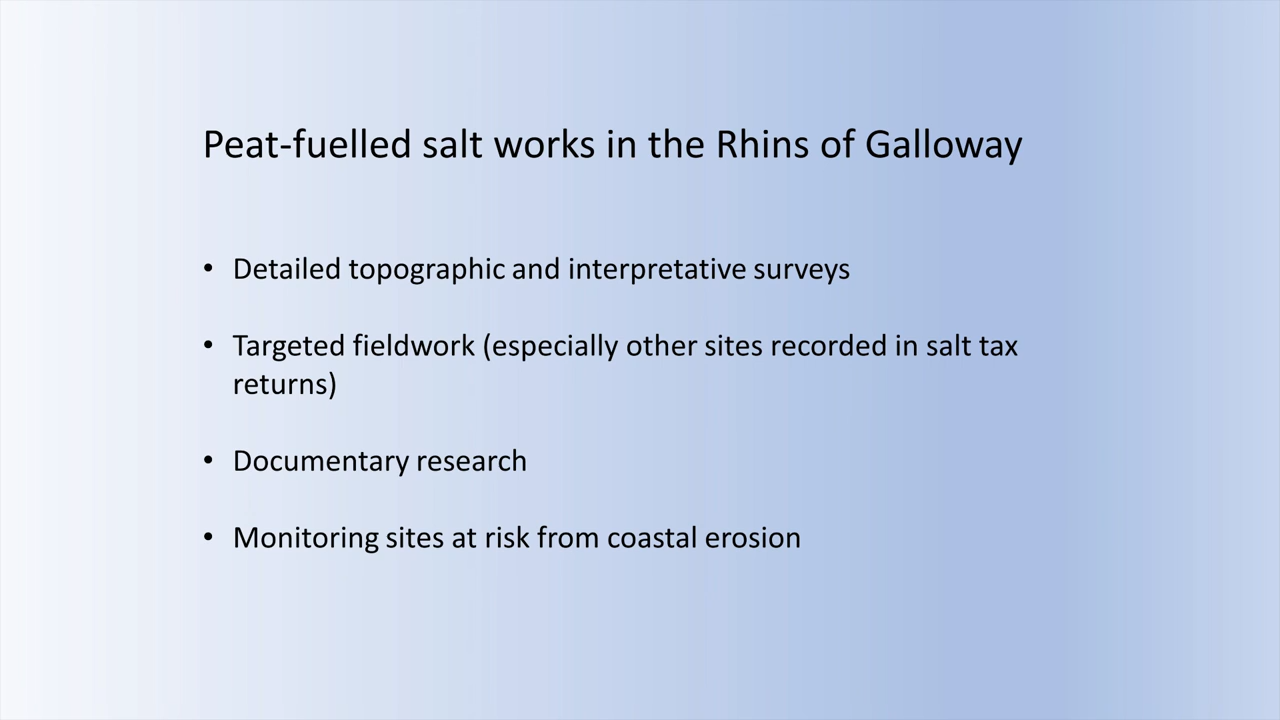 Peat-fuelled salt works in the Rhins of Galloway
• Detailed topographic and interpretative surveys
• Targeted fieldwork (especially other sites recorded in salt tax
returns)
• Documentary research
• Monitoring sites at risk from coastal erosion